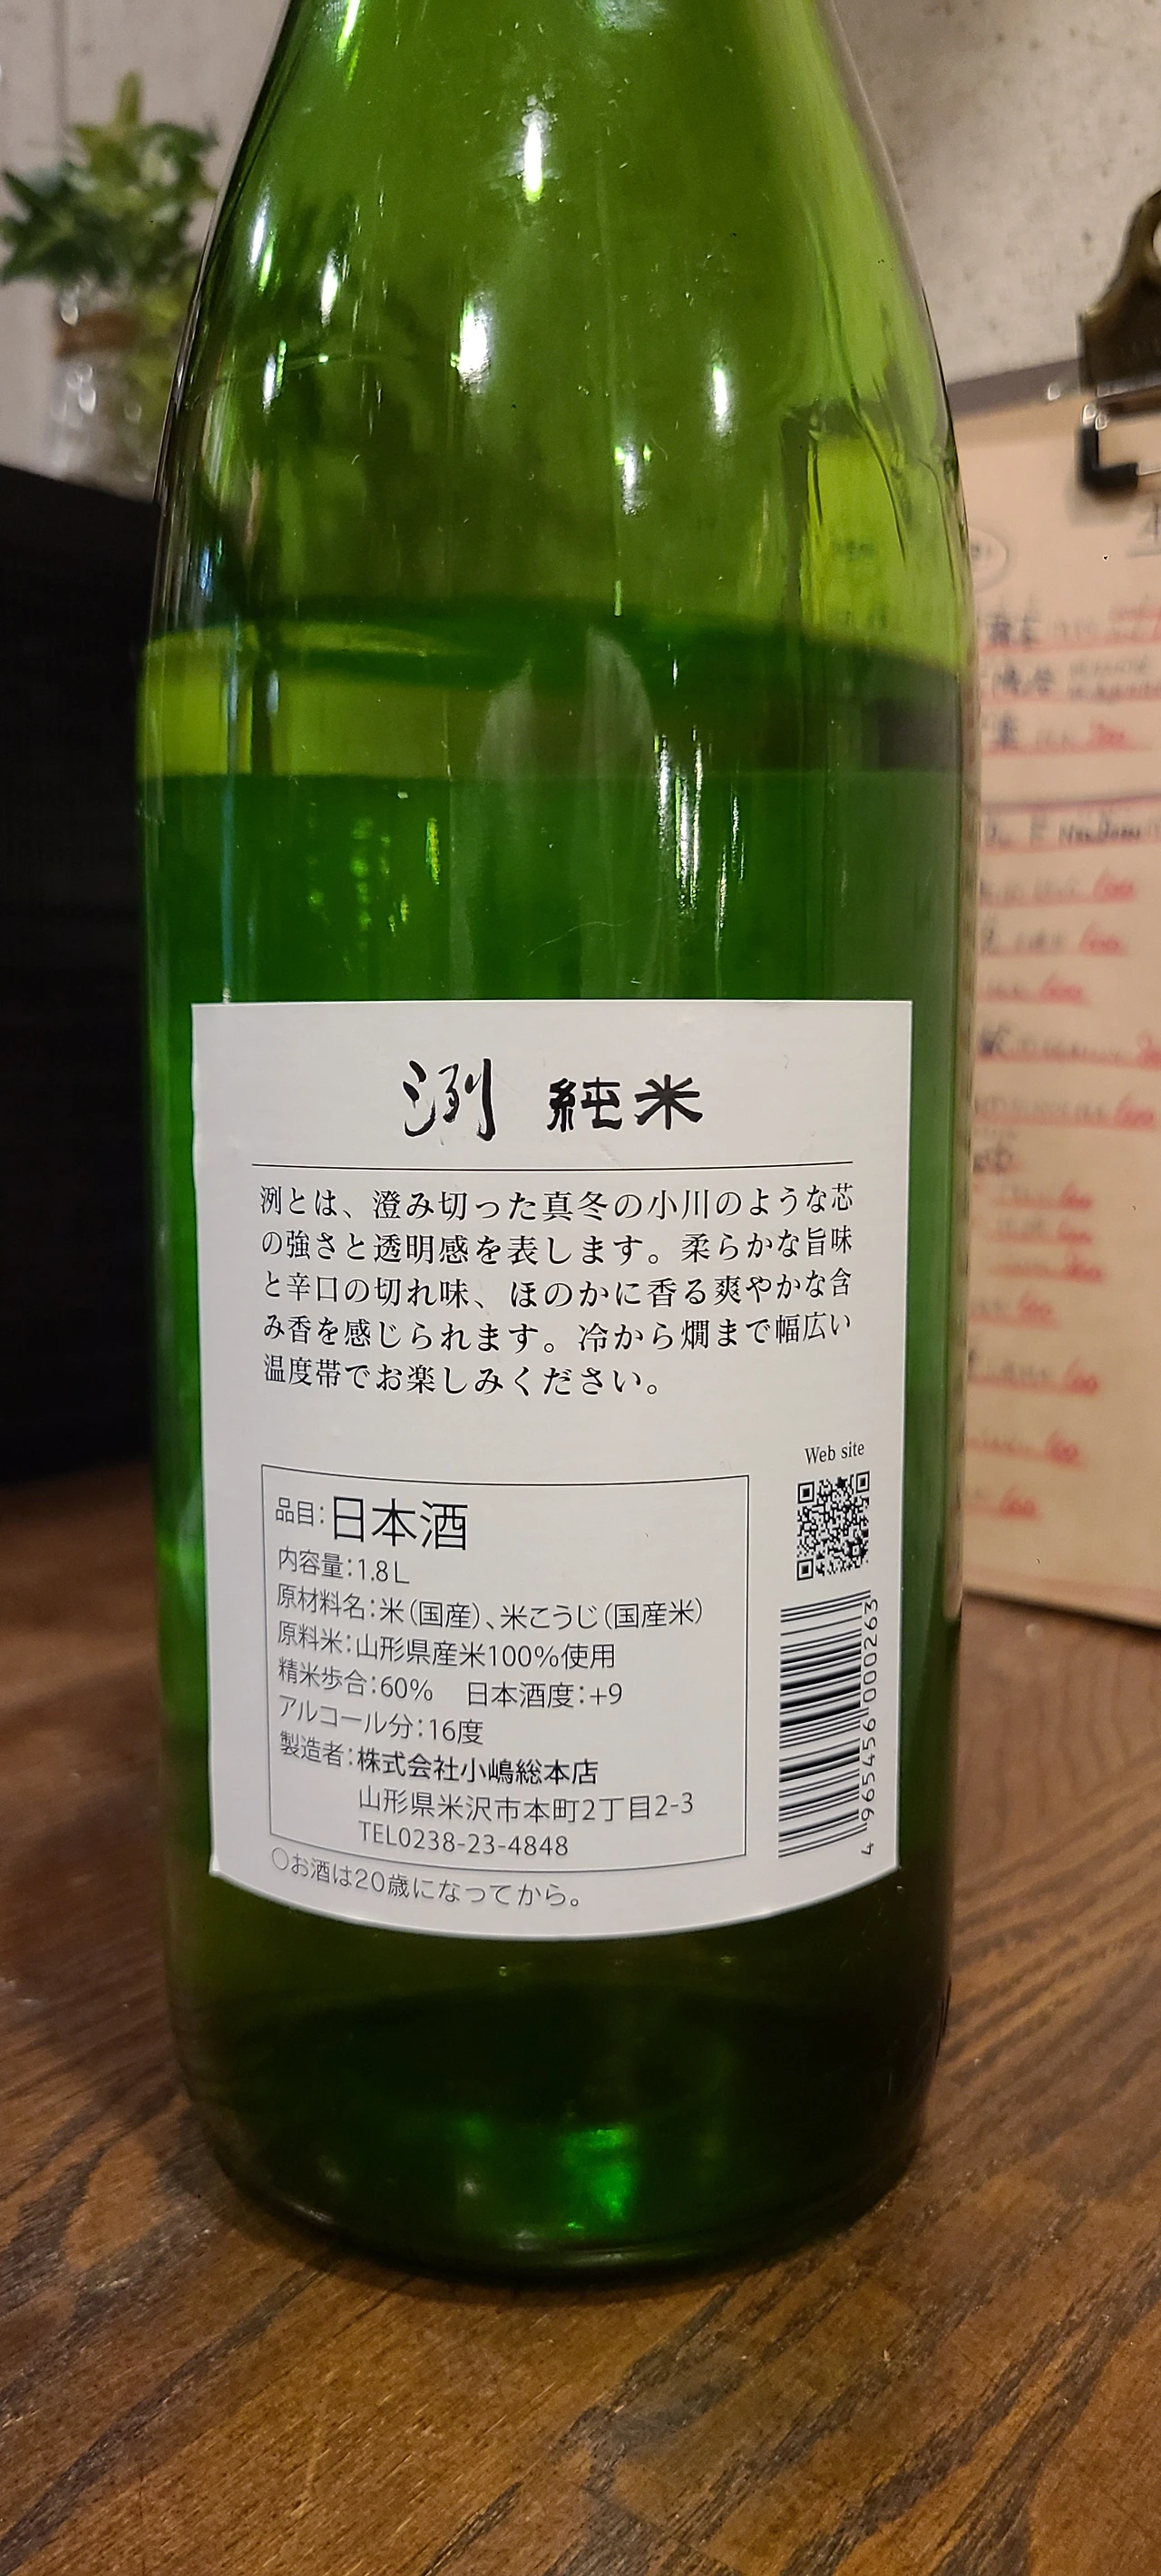 洌 純米
洌とは、澄み切った真冬の小川のような芯
の強さと透明感を表します。柔らかな旨味
と辛口の切れ味、ほのかに香る爽やかな含
み香を感じられます。冷から燗まで幅広い
温度帯でお楽しみください。
Web site
品目:日本酒
内容量:1.8L
原材料名:米(国産)、米こうじ(国産米)
原料米:山形県産米100%使用
精米歩合:60% 日本酒度:+9
アルコール分:16度
製造者:株式会社小嶋総本店
山形県米沢市本町2丁目2-3
TEL0238-23-4848
○お酒は20歳になってから。
4 965456 000263